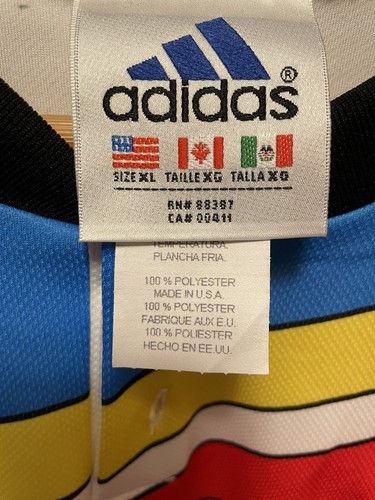 ®
adidas
SIZE XL TAILLE XG TALLA XG
RN# 88387
CA# 00411
TEMPERATURA.
PLANCHA FRIA.
100 % POLYESTER
MADE IN U.S.A.
100 % POLYESTER
FABRIQUE AUX E.U.
100 % POLIESTER
HECHO EN EE.UU.